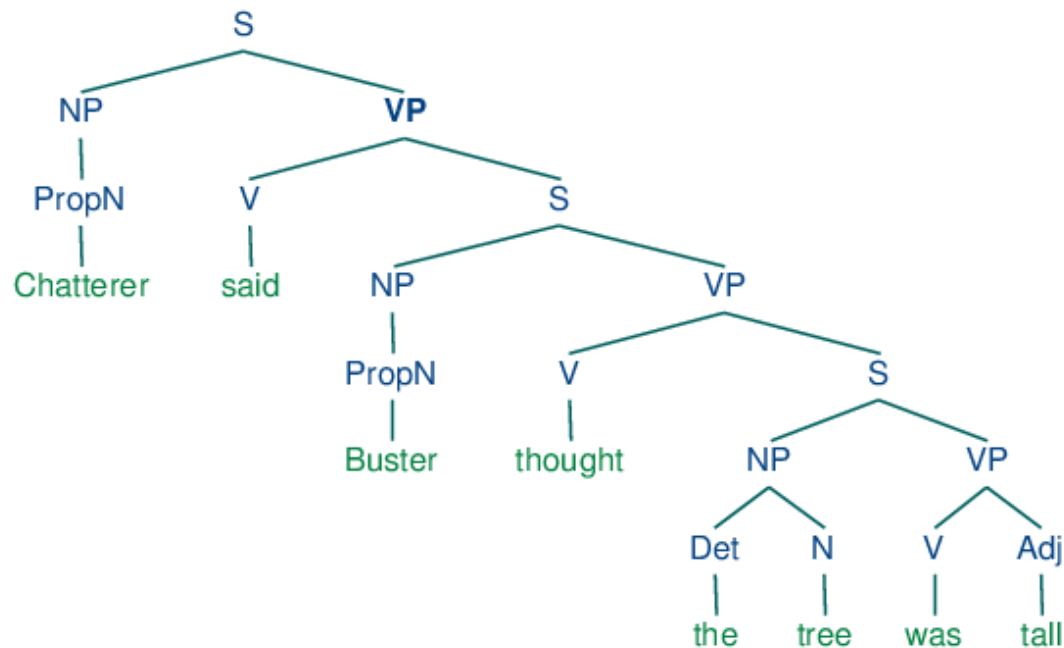 S
NP VP
PropN V S
Chatterer said NP VP
PropN V S
Buster thought NP VP
Det N V Adj
the tree was tall